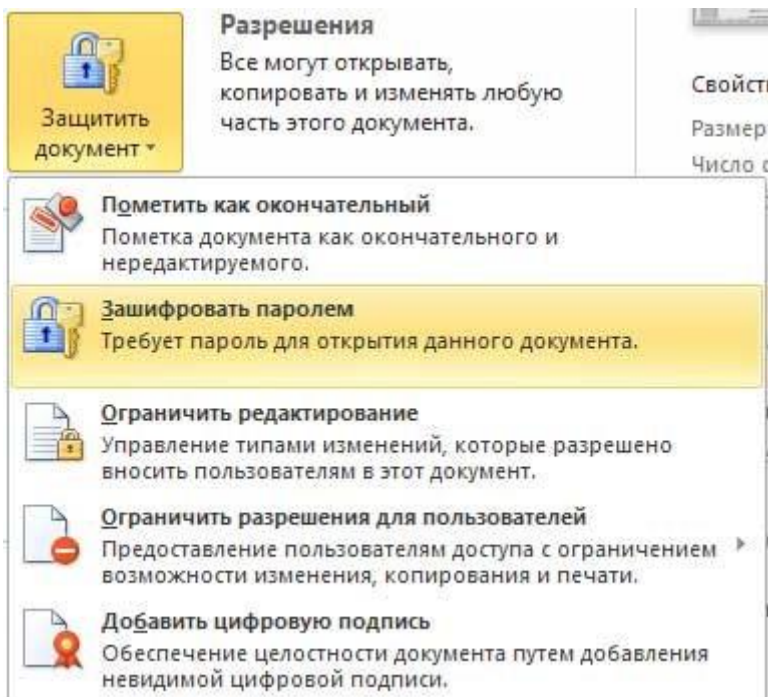 Разрешения
Все могут открывать,
копировать и изменять любую
часть этого документа.
Защитить
документ
Размер
Число
Пометить как окончательный
Пометка документа как окончательного и
нередактируемого.
Зашифровать паролем
Требует пароль для открытия данного документа.
Ограничить редактирование
Управление типами изменений, которые разрешено
вносить пользователям в этот документ.
Ограничить разрешения для пользователей
Предоставление пользователям доступа с ограничением
возможности изменения, копирования и печати.
Добавить цифровую подпись
Обеспечение целостности документа путем добавления
невидимой цифровой подписи.